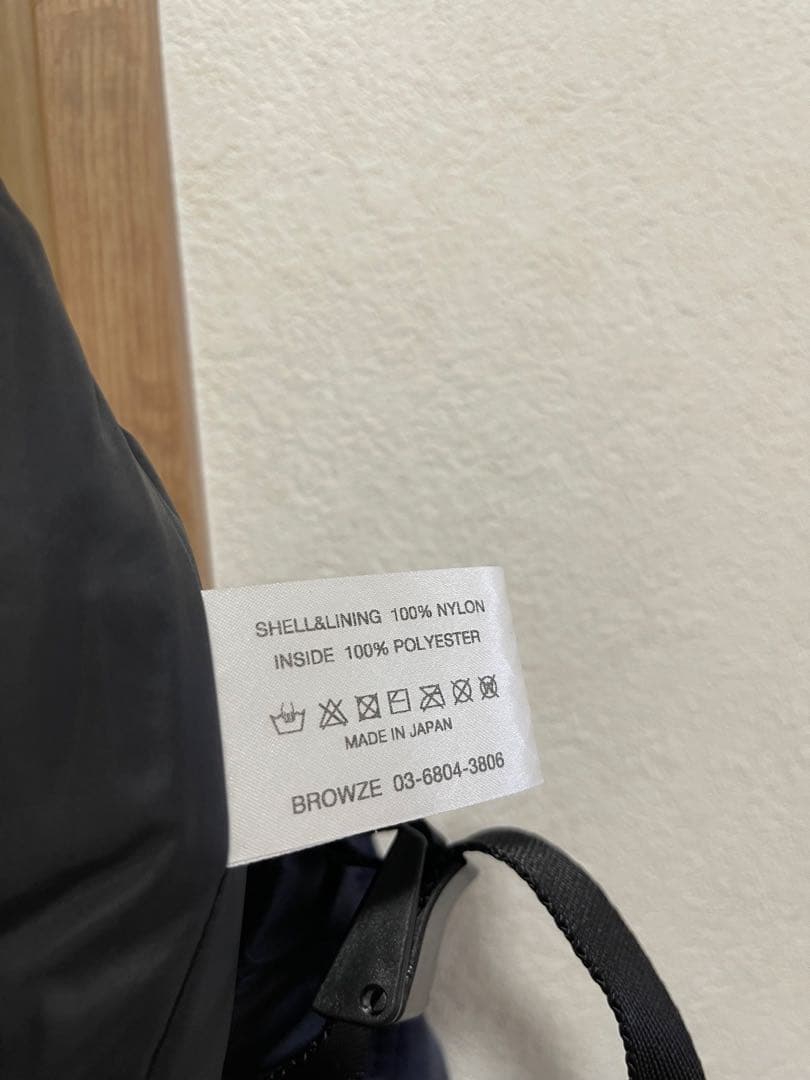 SHELL&LINING 100% NYLON
INSIDE 100% POLYESTER
MADE IN JAPAN
BROWZE 03-6804-3806